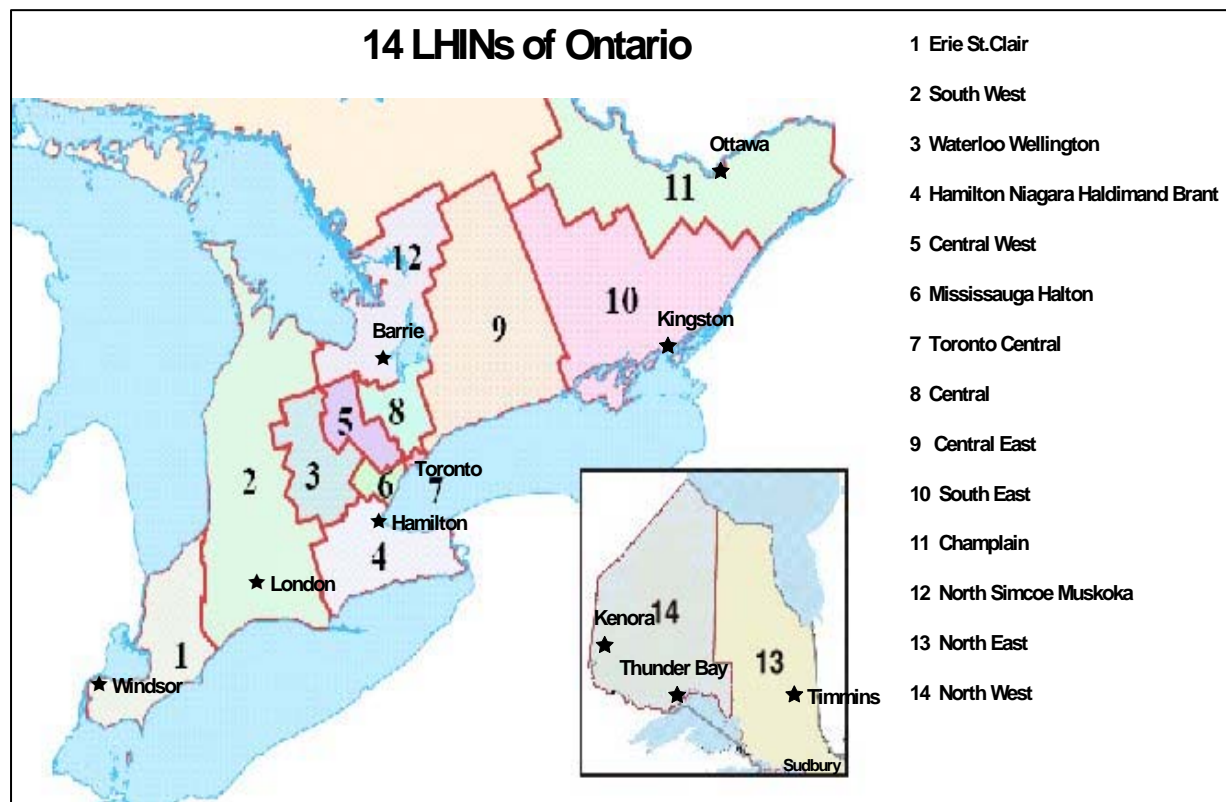 14 LHINs of Ontario
1 Erie St.Clair
2 South West
3 Waterloo Wellington
4 Hamilton Niagara Haldimand Brant
5 Central West
6 Mississauga Halton
7 Toronto Central
8 Central
9 Central East
10 South East
11 Champlain
12 North Simcoe Muskoka
13 North East
14 North West
Ottawa
11
12
10
9
Kingston
Barrie
8
5
Toronto
2
3
6
7
Hamilton
4
London
1
Windsor
14
Kenora
13
Thunder Bay
Timmins
Sudbury